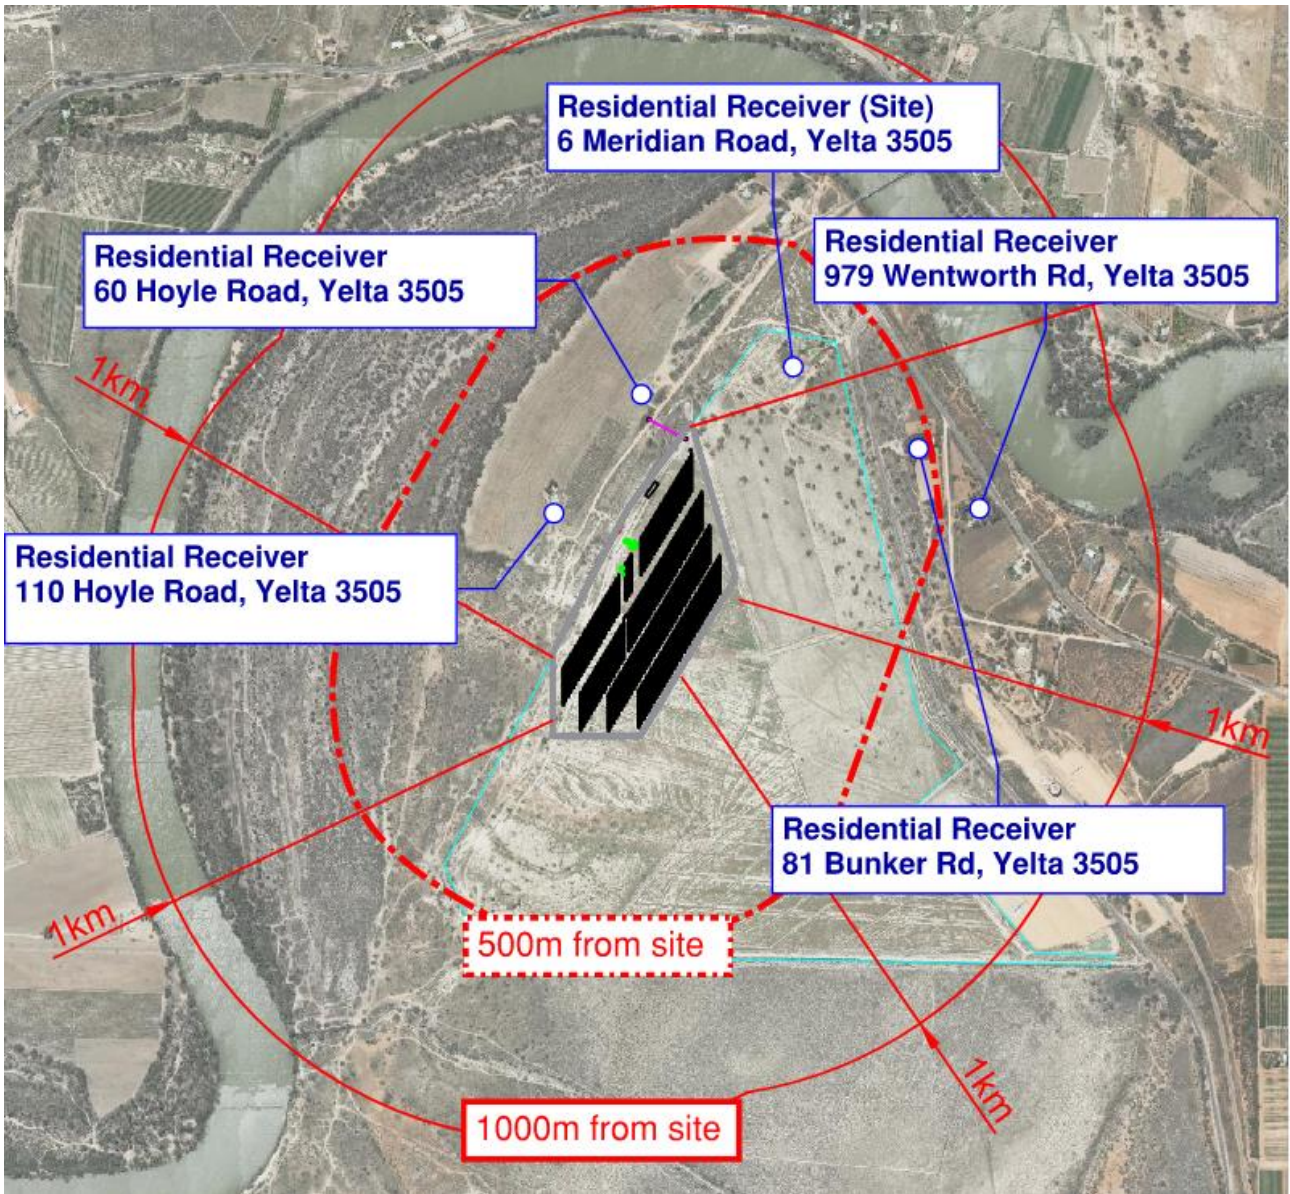 Residential Receiver (Site)
6 Meridian Road, Yelta 3505
Residential Receiver
979 Wentworth Rd, Yelta 3505
Residential Receiver
60 Hoyle Road, Yelta 3505
1km
Residential Receiver
110 Hoyle Road, Yelta 3505
1km
Residential Receiver
81 Bunker Rd, Yelta 3505
1km
500m from site
1km
1000m from site